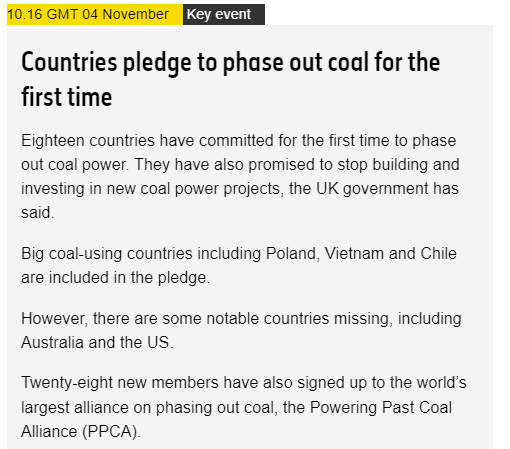 10.16 GMT 04 November Key event
Countries pledge to phase out coal for the
first time
Eighteen countries have committed for the first time to phase
out coal power. They have also promised to stop building and
investing in new coal power projects, the UK government has
said.
Big coal-using countries including Poland, Vietnam and Chile
are included in the pledge.
However, there are some notable countries missing, including
Australia and the US.
Twenty-eight new members have also signed up to the world’s
largest alliance on phasing out coal, the Powering Past Coal
Alliance (PPCA).